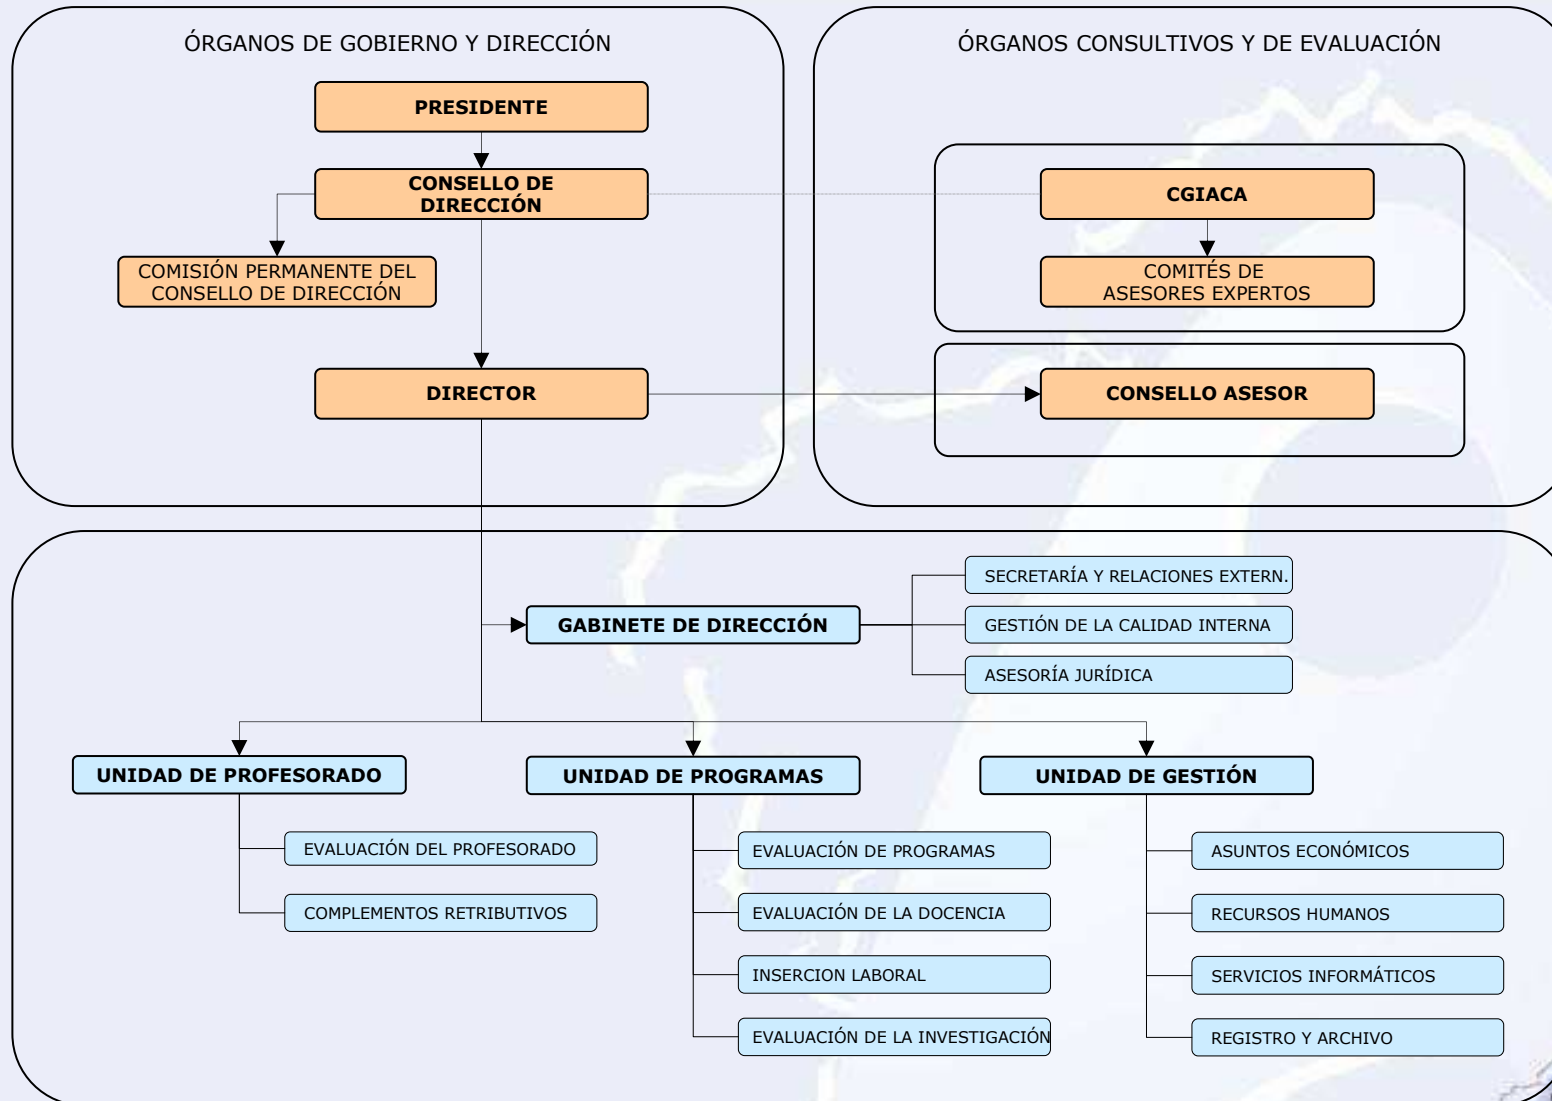 ÓRGANOS DE GOBIERNO Y DIRECCIÓN
PRESIDENTE
CONSELLO DE
DIRECCIÓN
COMISIÓN PERMANENTE DEL
CONSELLO DE DIRECCIÓN
DIRECTOR
ÓRGANOS CONSULTIVOS Y DE EVALUACIÓN
CGIACA
COMITÉS DE
ASESORES EXPERTOS
CONSELLO ASESOR
GABINETE DE DIRECCIÓN
SECRETARÍA Y RELACIONES EXTERN.
GESTIÓN DE LA CALIDAD INTERNA
ASESORÍA JURÍDICA
UNIDAD DE PROFESORADO
EVALUACIÓN DEL PROFESORADO
COMPLEMENTOS RETRIBUTIVOS
UNIDAD DE PROGRAMAS
EVALUACIÓN DE PROGRAMAS
EVALUACIÓN DE LA DOCENCIA
INSERCION LABORAL
EVALUACIÓN DE LA INVESTIGACIÓN
UNIDAD DE GESTIÓN
ASUNTOS ECONÓMICOS
RECURSOS HUMANOS
SERVICIOS INFORMÁTICOS
REGISTRO Y ARCHIVO